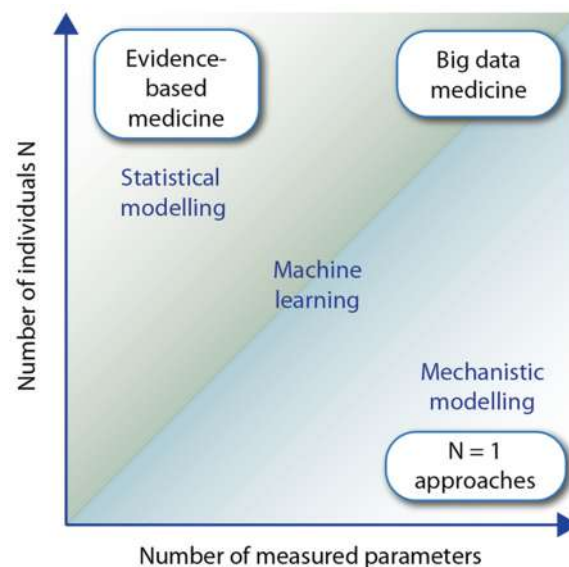 Evidence-
based
medicine
Big data
medicine
Statistical
modelling
Machine
learning
Mechanistic
modelling
N = 1
approaches
Number of individuals N
Number of measured parameters